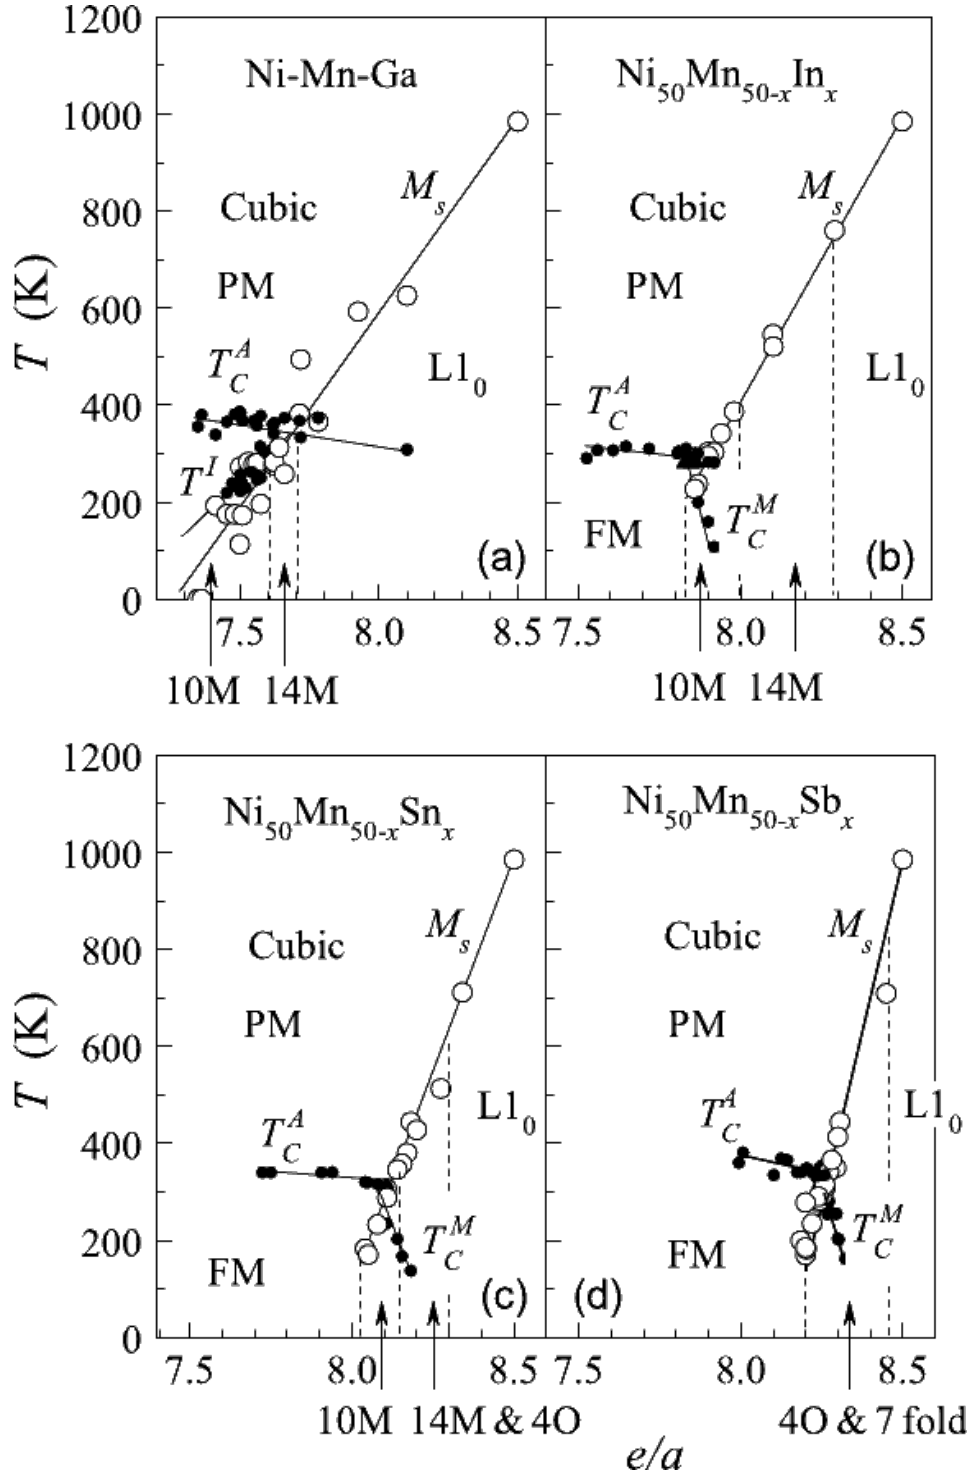 1200
1000
800
600
400
200
0
T (K)
Ni-Mn-Ga
M_s
Cubic
PM
L1_0
T_C^A
T^I
(a)
7.5 8.0 8.5
10M 14M
Ni_50Mn_50-xIn_x
M_s
Cubic
PM
L1_0
T_C^A
T_C^M
FM
(b)
7.5 8.0 8.5
10M 14M
1200
1000
800
600
400
200
0
T (K)
Ni_50Mn_50-xSn_x
M_s
Cubic
PM
L1_0
T_C^A
T_C^M
FM
(c)
7.5 8.0 8.5
10M 14M & 4O
Ni_50Mn_50-xSb_x
M_s
Cubic
PM
L1_0
T_C^A
T_C^M
FM
(d)
7.5 8.0 8.5
4O & 7 fold
e/a